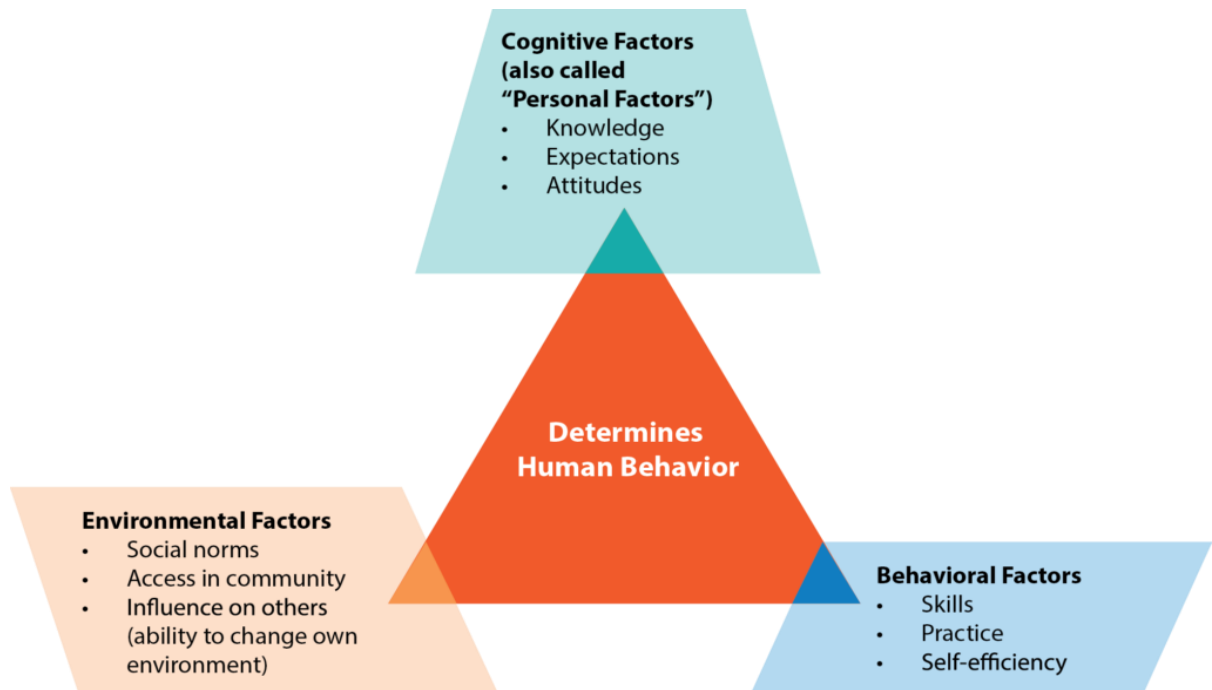 Cognitive Factors
(also called
“Personal Factors”)
• Knowledge
• Expectations
• Attitudes
Determines
Human Behavior
Environmental Factors
• Social norms
• Access in community
• Influence on others
(ability to change own
environment)
Behavioral Factors
• Skills
• Practice
• Self-efficiency